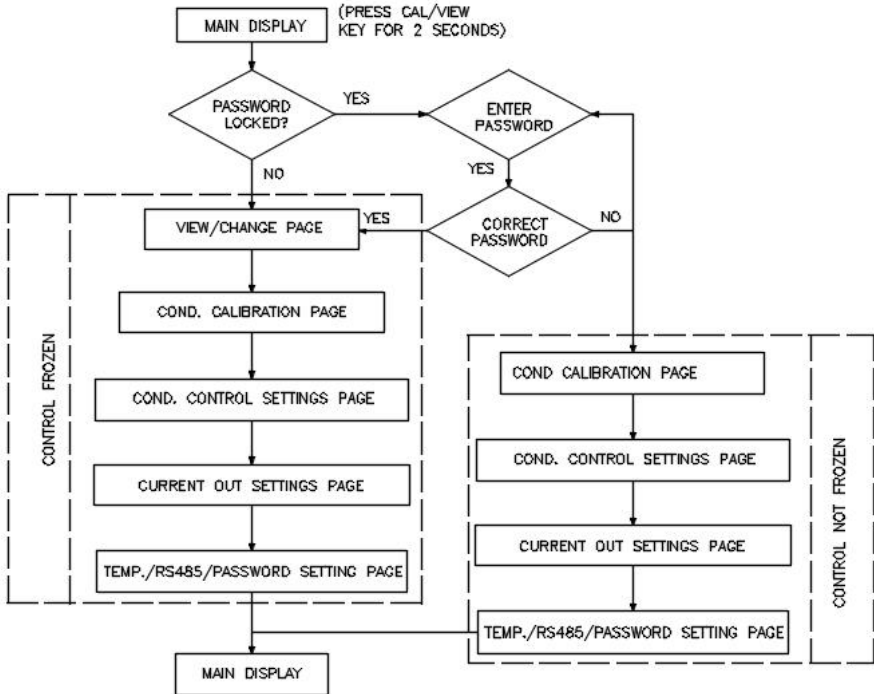 MAIN DISPLAY
(PRESS CAL/VIEW
KEY FOR 2 SECONDS)
PASSWORD
LOCKED?
YES
ENTER
PASSWORD
NO
YES
VIEW/CHANGE PAGE
YES
CORRECT
PASSWORD
NO
COND. CALIBRATION PAGE
COND. CONTROL SETTINGS PAGE
CURRENT OUT SETTINGS PAGE
TEMP./RS485/PASSWORD SETTING PAGE
CONTROL FROZEN
COND CALIBRATION PAGE
COND. CONTROL SETTINGS PAGE
CURRENT OUT SETTINGS PAGE
TEMP./RS485/PASSWORD SETTING PAGE
CONTROL NOT FROZEN
MAIN DISPLAY